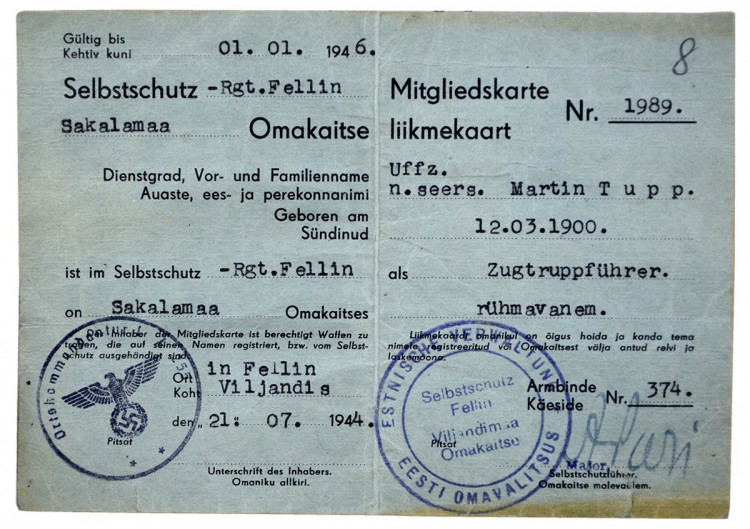 Gültig bis
Kehtiv kuni 01. 01. 1946.
8
Selbstschutz -Rgt.Fellin
Mitgliedskarte
Nr. 1989.
Sakalamaa Omakaitse
liikmekaart
Dienstgrad, Vor- und Familienname
Auaste, ees- ja perekonnanimi
Uffz.
n.seers. Martin Tupp.
Geboren am
Sündinud
12.03.1900.
ist im Selbstschutz -Rgt.Fellin
als Zugtruppführer.
on Sakalamaa Omakaitses
rühmavanem.
Der Inhaber der Mitgliedskarte ist berechtigt Waffen zu
tragen, die auf seinen Namen registriert, bzw. vom Selbst-
schutz ausgehändigt sind.
Liikmekaardi omanikul on õigus hoida ja kanda tema
nimele registreeritud või Omakaitsest välja antud relvi ja
laskemoona.
Ort in Fellin
Koht Viljandis
den „21: 07. 1944.
Pitsat
Unterschrift des Inhabers.
Omaniku allkiri.
ESTNISCHE VERWALTUNG
EESTI OMAVALITSUS
Selbstschutz
Fellin
Viljandimaa
Omakaitse
Pitsat
Armbinde
Käeside
Nr. 374.
Major
Selbstschutzführer.
Omakaitse malevapealik.